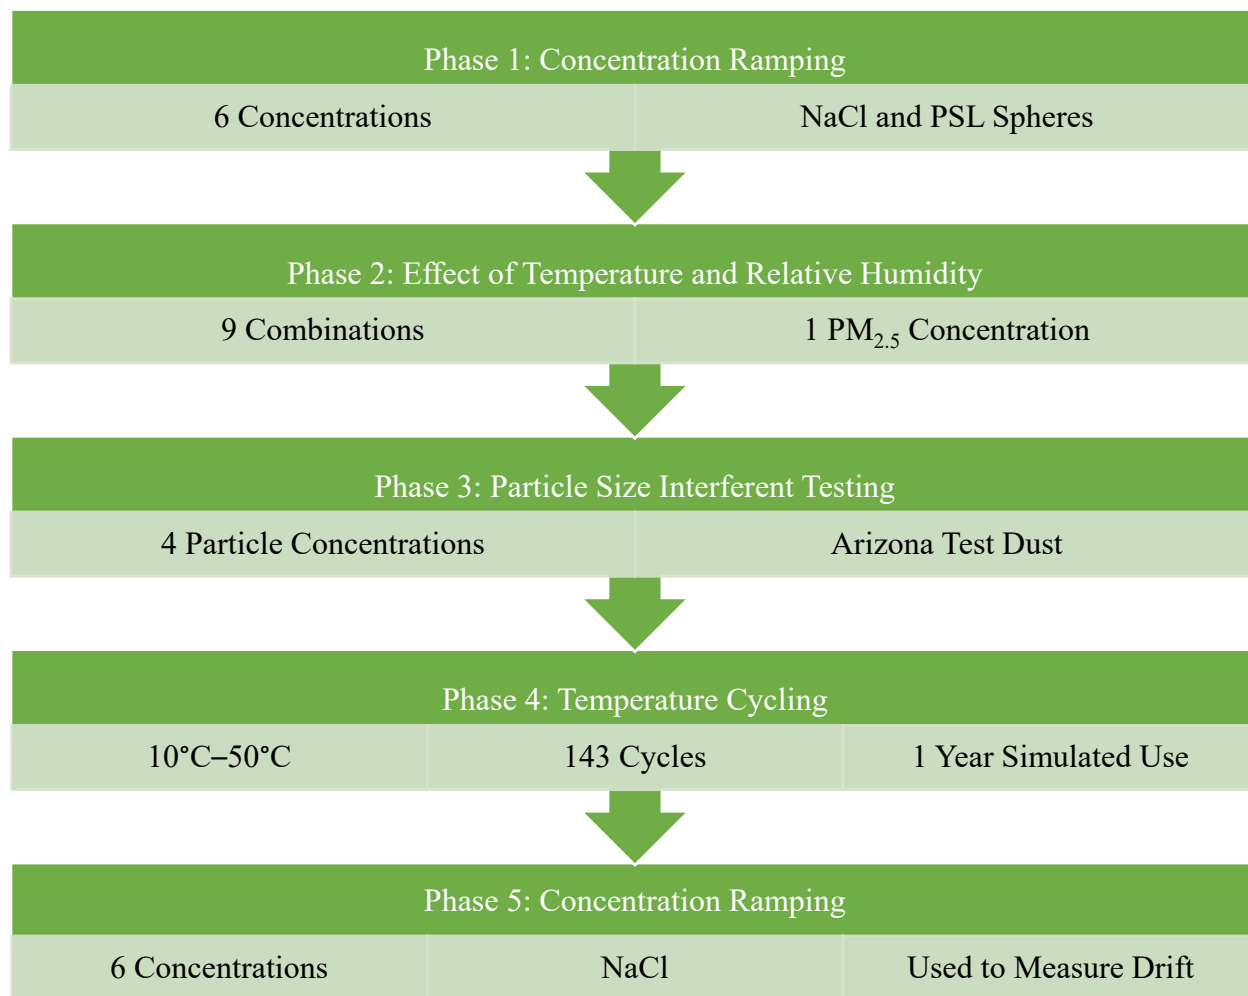 Phase 1: Concentration Ramping
6 Concentrations
NaCl and PSL Spheres
Phase 2: Effect of Temperature and Relative Humidity
9 Combinations
1 PM2.5 Concentration
Phase 3: Particle Size Interferent Testing
4 Particle Concentrations
Arizona Test Dust
Phase 4: Temperature Cycling
10°C–50°C
143 Cycles
1 Year Simulated Use
Phase 5: Concentration Ramping
6 Concentrations
NaCl
Used to Measure Drift